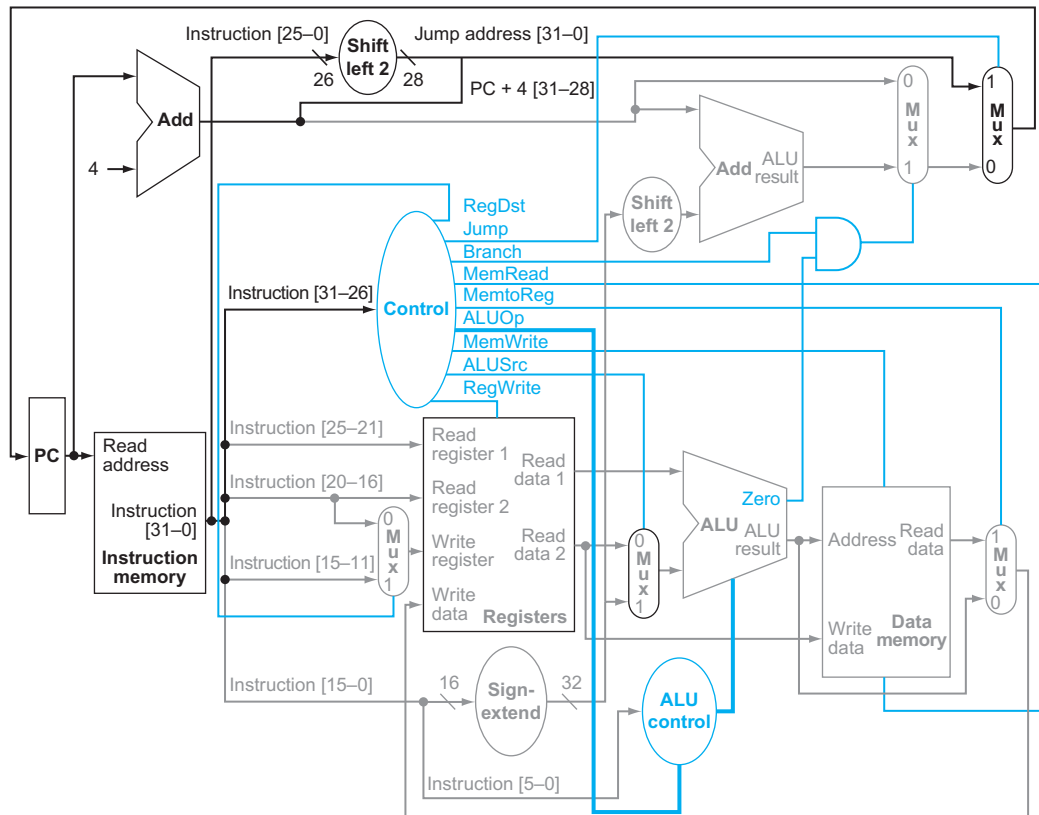 Instruction [25–0]
Shift
left 2
Jump address [31–0]
26
28
PC + 4 [31–28]
Add
4
0
M
u
x
1
1
M
u
x
0
Add
ALU
result
Shift
left 2
RegDst
Jump
Branch
MemRead
MemtoReg
ALUOp
MemWrite
ALUSrc
RegWrite
Control
Instruction [31–26]
PC
Read
address
Instruction
[31–0]
Instruction
memory
Instruction [25–21]
Instruction [20–16]
Instruction [15–11]
0
M
u
x
1
Read
register 1
Read
register 2
Write
register
Write
data
Read
data 1
Read
data 2
Registers
0
M
u
x
1
Zero
ALU
ALU
result
Address
Read
data
Write
data
Data
memory
1
M
u
x
0
Instruction [15–0]
16
Sign-
extend
32
ALU
control
Instruction [5–0]